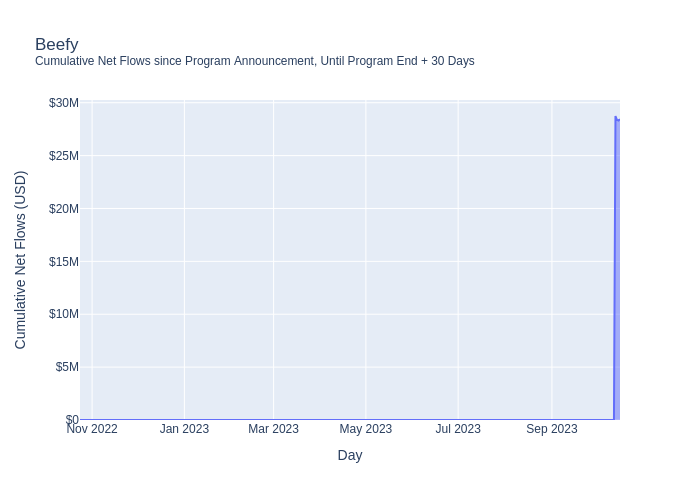 Beefy
Cumulative Net Flows since Program Announcement, Until Program End + 30 Days
$30M
$25M
$20M
$15M
$10M
$5M
$0
Cumulative Net Flows (USD)
Nov 2022
Jan 2023
Mar 2023
May 2023
Jul 2023
Sep 2023
Day